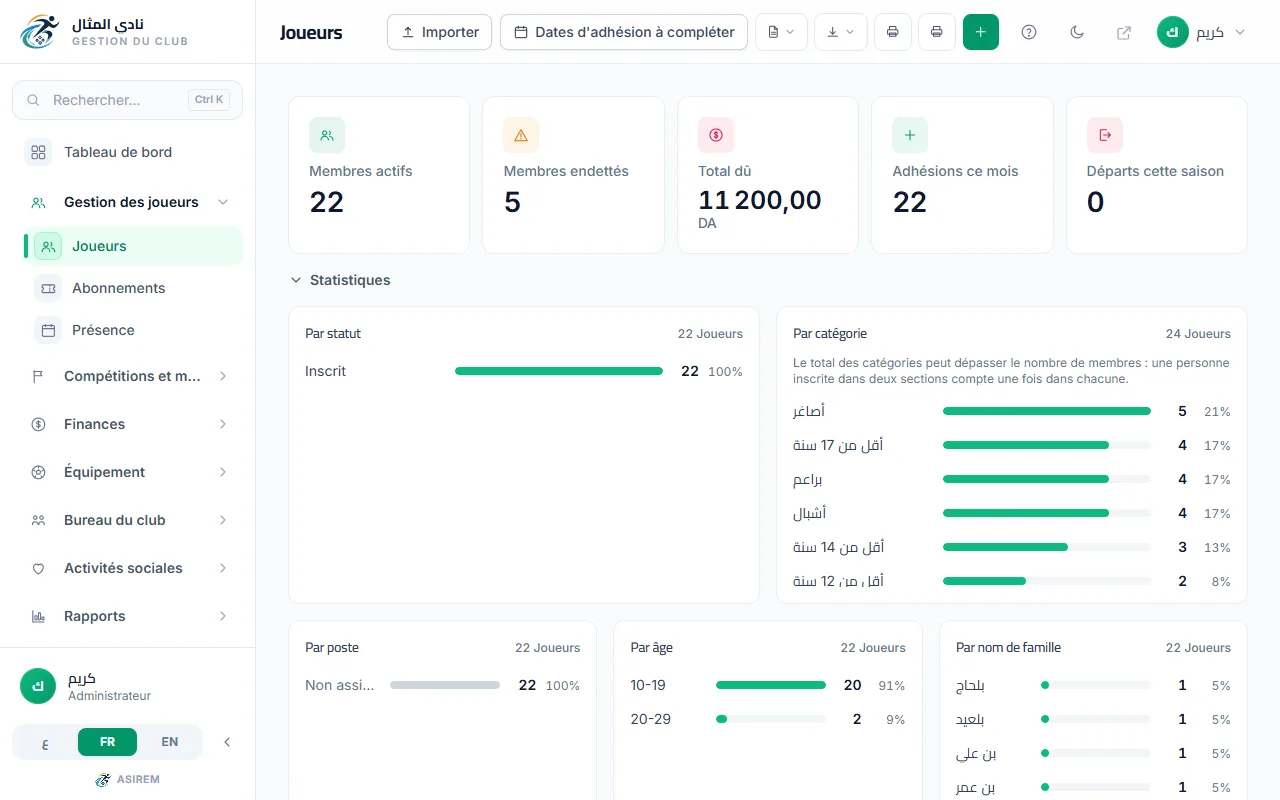 نادي المثال
GESTION DU CLUB
Rechercher...
Ctrl K
Tableau de bord
Gestion des joueurs
Joueurs
Abonnements
Présence
Compétitions et m...
Finances
Équipement
Bureau du club
Activités sociales
Rapports
ك
كريم
Administrateur
ع
FR
EN
ASIREM
Joueurs
Importer
Dates d'adhésion à compléter
ك
كريم
Membres actifs
22
Membres endettés
5
Total dû
11 200,00
DA
Adhésions ce mois
22
Départs cette saison
0
Statistiques
Par statut
22 Joueurs
Inscrit
22 100%
Par catégorie
24 Joueurs
Le total des catégories peut dépasser le nombre de membres : une personne
inscrite dans deux sections compte une fois dans chacune.
أصاغر
5 21%
أقل من 17 سنة
4 17%
براعم
4 17%
أشبال
4 17%
أقل من 14 سنة
3 13%
أقل من 12 سنة
2 8%
Par poste
22 Joueurs
Non assi...
22 100%
Par âge
22 Joueurs
10-19
20 91%
20-29
2 9%
Par nom de famille
22 Joueurs
بلحاج
1 5%
بلعيد
1 5%
بن علي
1 5%
بن عمر
1 5%